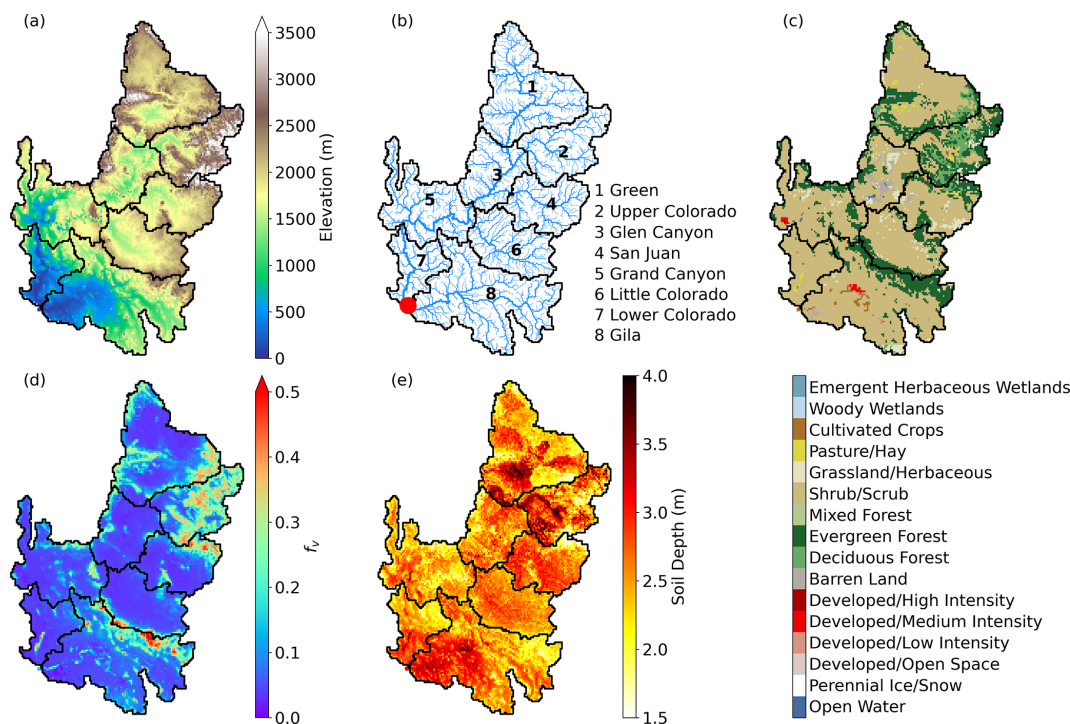 (a)
3500
3000
2500
2000
1500
1000
500
0
Elevation (m)
(b)
1
2
3
4
5
6
7
8
1 Green
2 Upper Colorado
3 Glen Canyon
4 San Juan
5 Grand Canyon
6 Little Colorado
7 Lower Colorado
8 Gila
(c)
(d)
0.5
0.4
0.3
0.2
0.1
0.0
fv
(e)
4.0
3.5
3.0
2.5
2.0
1.5
Soil Depth (m)
Emergent Herbaceous Wetlands
Woody Wetlands
Cultivated Crops
Pasture/Hay
Grassland/Herbaceous
Shrub/Scrub
Mixed Forest
Evergreen Forest
Deciduous Forest
Barren Land
Developed/High Intensity
Developed/Medium Intensity
Developed/Low Intensity
Developed/Open Space
Perennial Ice/Snow
Open Water